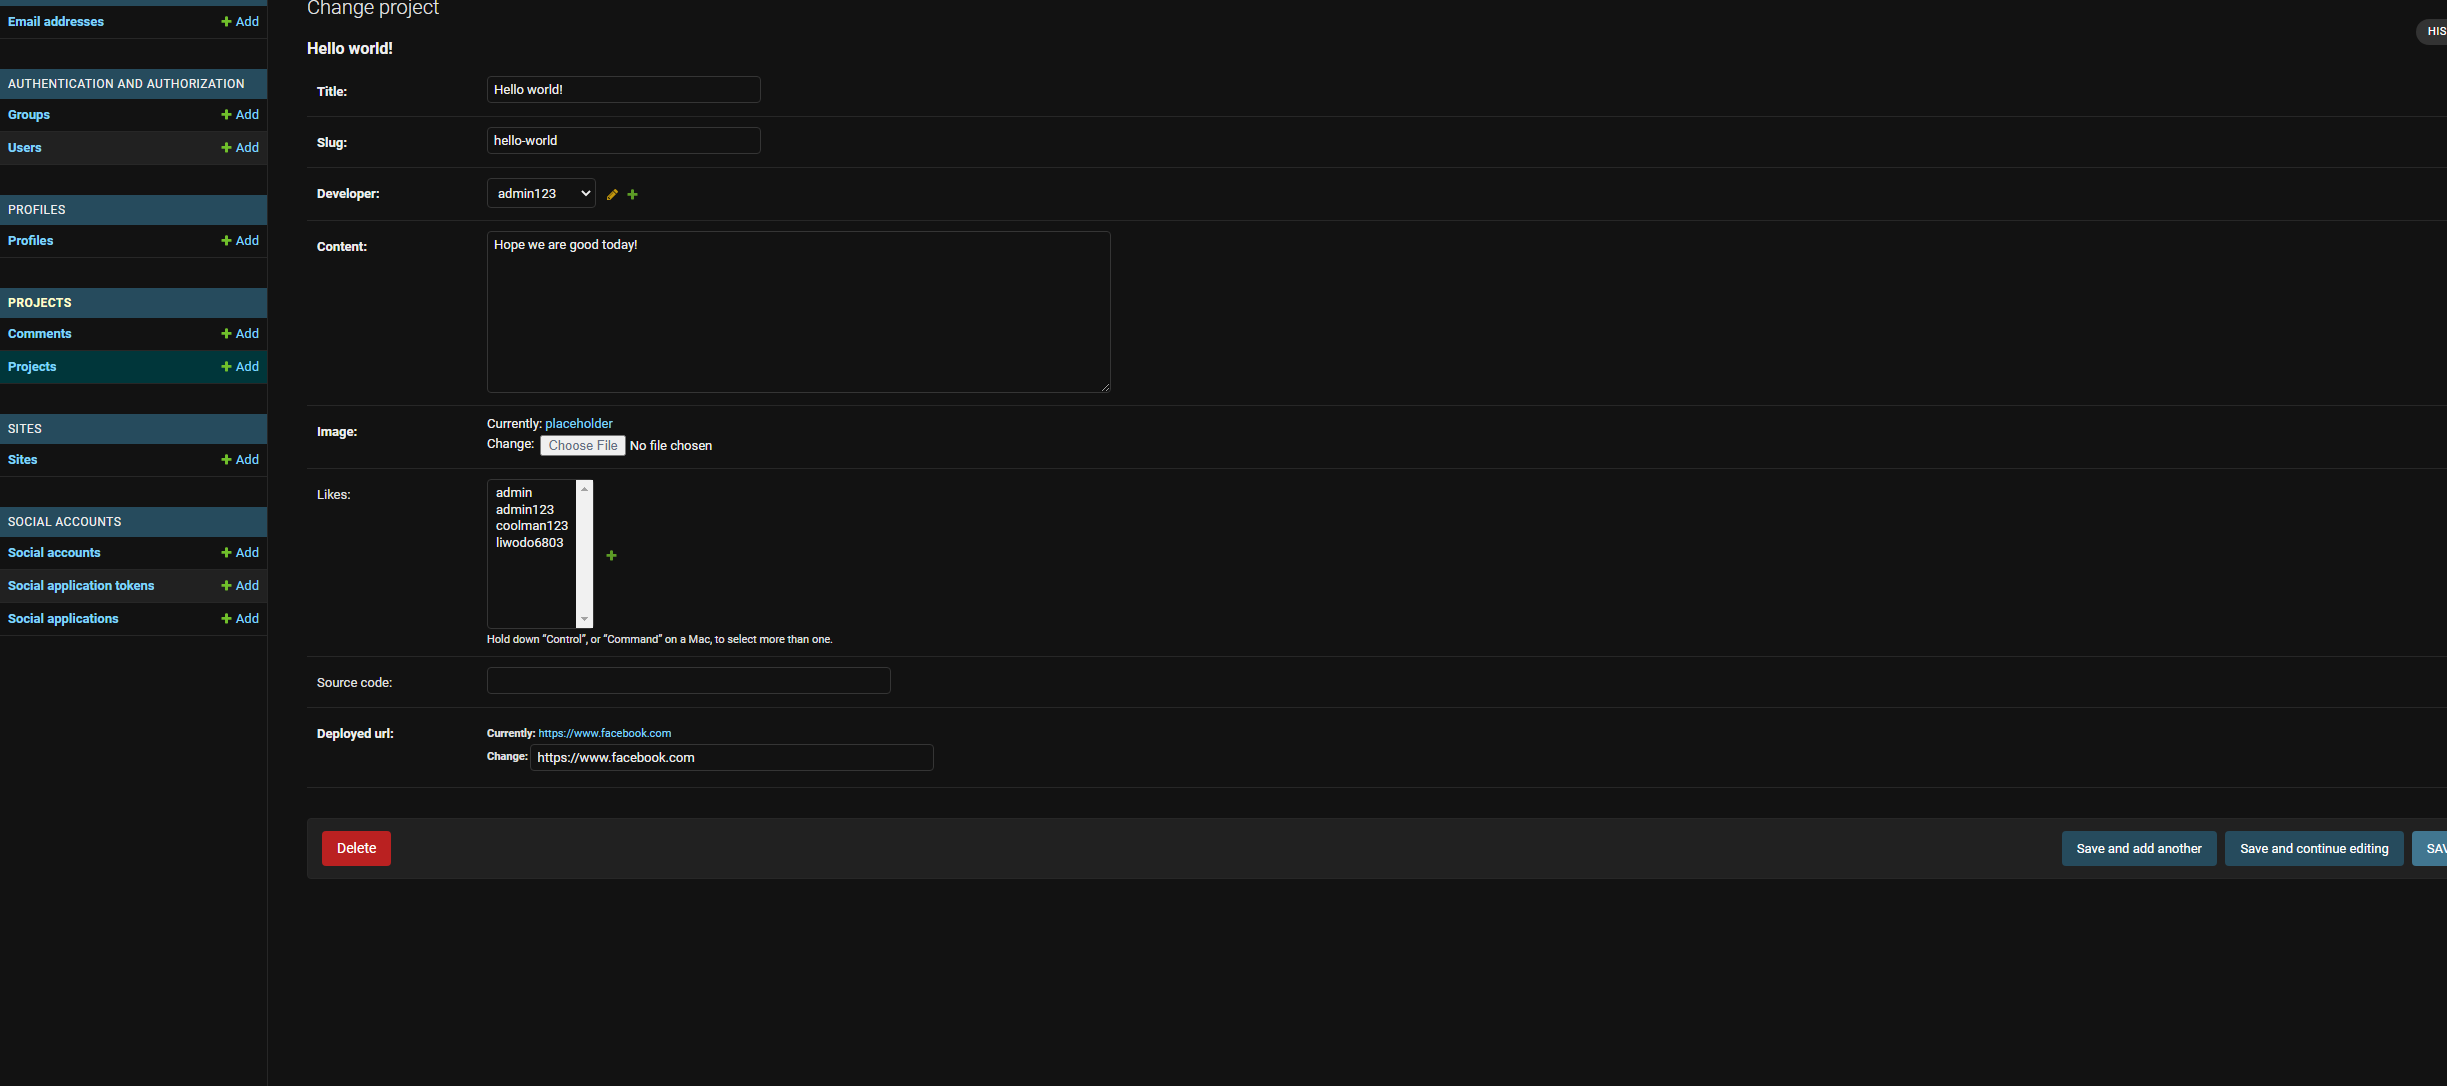 Email addresses
Add
AUTHENTICATION AND AUTHORIZATION
Groups
Add
Users
Add
PROFILES
Profiles
Add
PROJECTS
Comments
Add
Projects
Add
SITES
Sites
Add
SOCIAL ACCOUNTS
Social accounts
Add
Social application tokens
Add
Social applications
Add
Change project
HIS
Hello world!
Title:
Hello world!
Slug:
hello-world
Developer:
admin123
Content:
Hope we are good today!
Image:
Currently: placeholder
Change: Choose File No file chosen
Likes:
admin
admin123
coolman123
liwodo6803
Hold down “Control”, or “Command” on a Mac, to select more than one.
Source code:
Deployed url:
Currently: https://www.facebook.com
Change: https://www.facebook.com
Delete
Save and add another
Save and continue editing
SAV